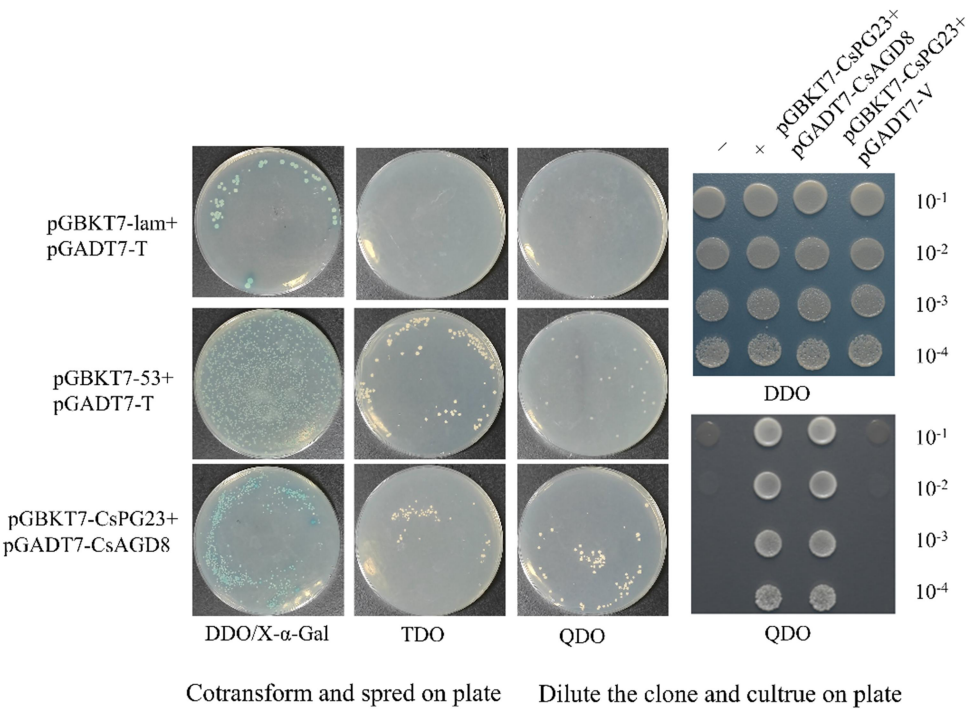 − + pGBKT7-CsPG23+
pGADT7-CsAGD8
pGBKT7-CsPG23+
pGADT7-V
pGBKT7-lam+
pGADT7-T
pGBKT7-53+
pGADT7-T
pGBKT7-CsPG23+
pGADT7-CsAGD8
DDO/X-α-Gal
TDO
QDO
10⁻¹
10⁻²
10⁻³
10⁻⁴
DDO
10⁻¹
10⁻²
10⁻³
10⁻⁴
QDO
Cotransform and spred on plate
Dilute the clone and cultrue on plate